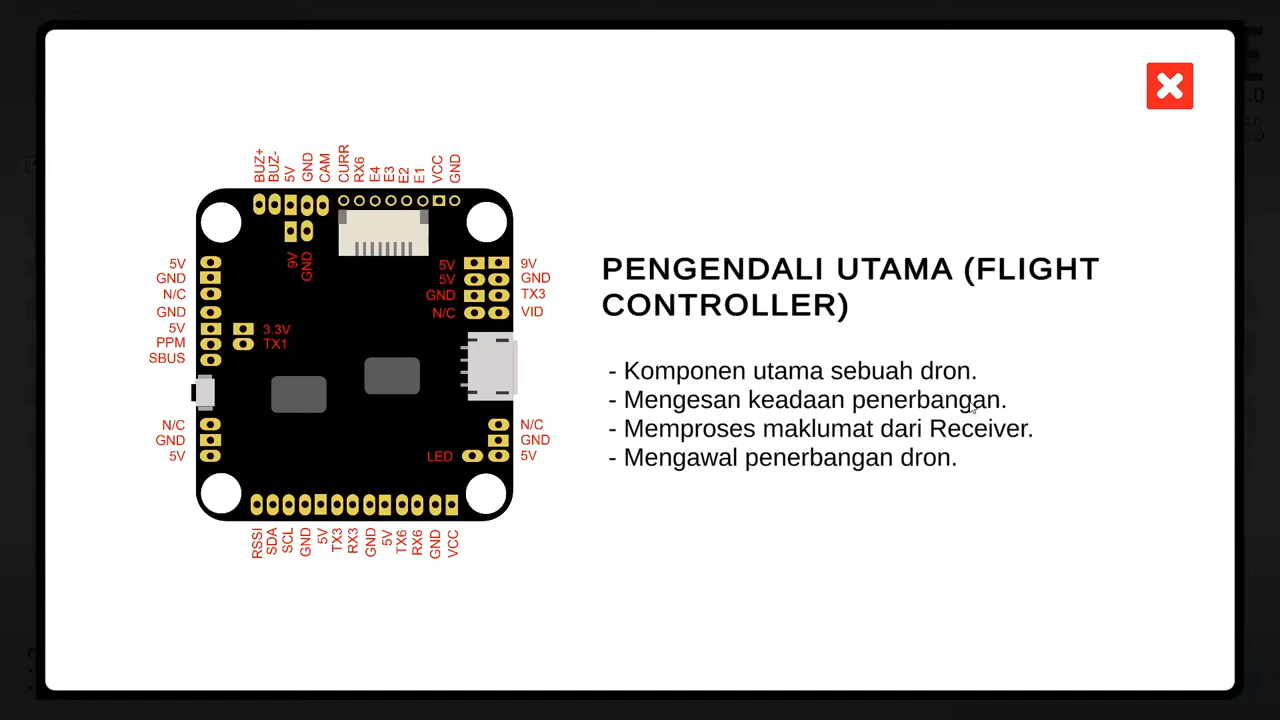 BUZ+ BUZ- 5V GND CAM CURR RX6 E4 E3 E2 E1 VCC GND
9V GND
5V
GND
N/C
GND
5V
PPM
SBUS
3.3V
TX1
N/C
GND
5V
5V 9V
5V GND
GND TX3
N/C VID
N/C
GND
LED 5V
RSSI SDA SCL GND 5V TX3 RX3 GND 5V TX6 RX6 GND VCC
PENGENDALI UTAMA (FLIGHT
CONTROLLER)
- Komponen utama sebuah dron.
- Mengesan keadaan penerbangan.
- Memproses maklumat dari Receiver.
- Mengawal penerbangan dron.